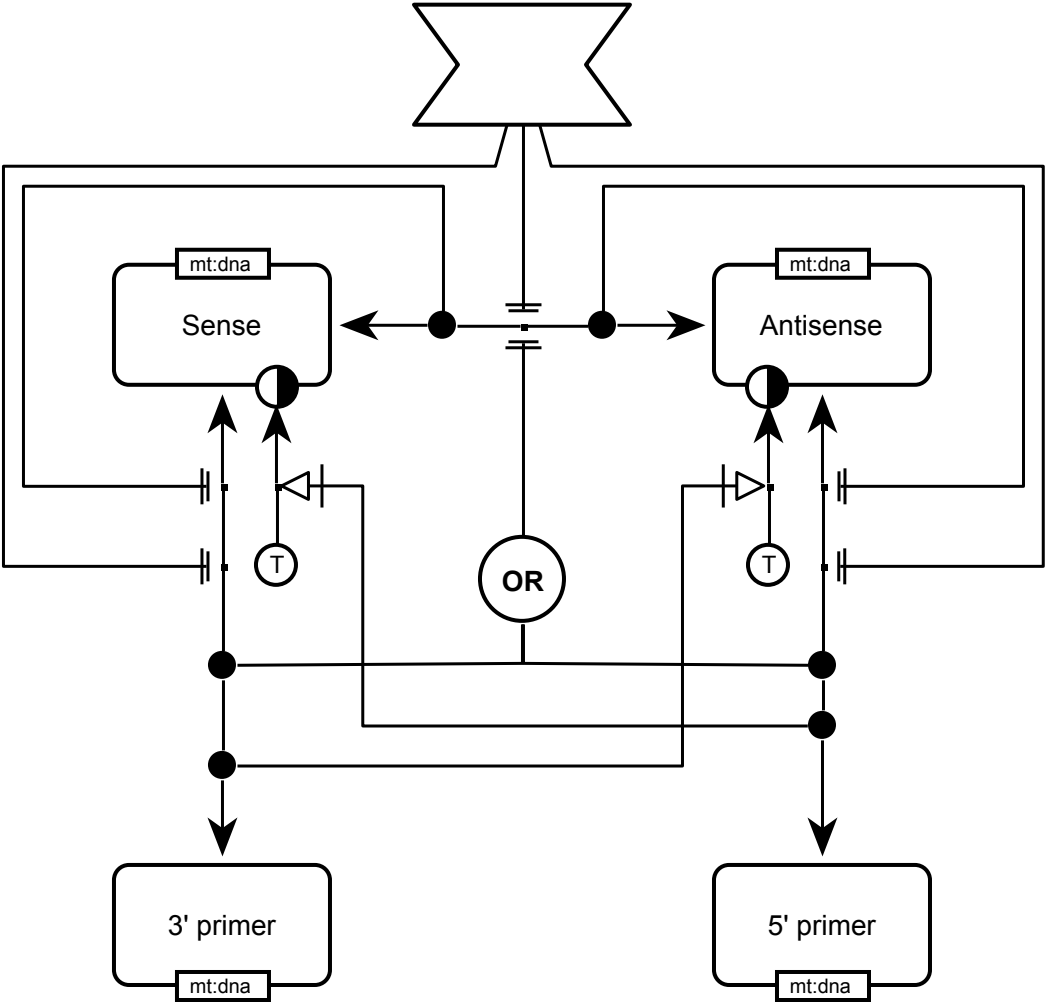 mt:dna
mt:dna
Sense
Antisense
T
T
OR
3' primer
5' primer
mt:dna
mt:dna